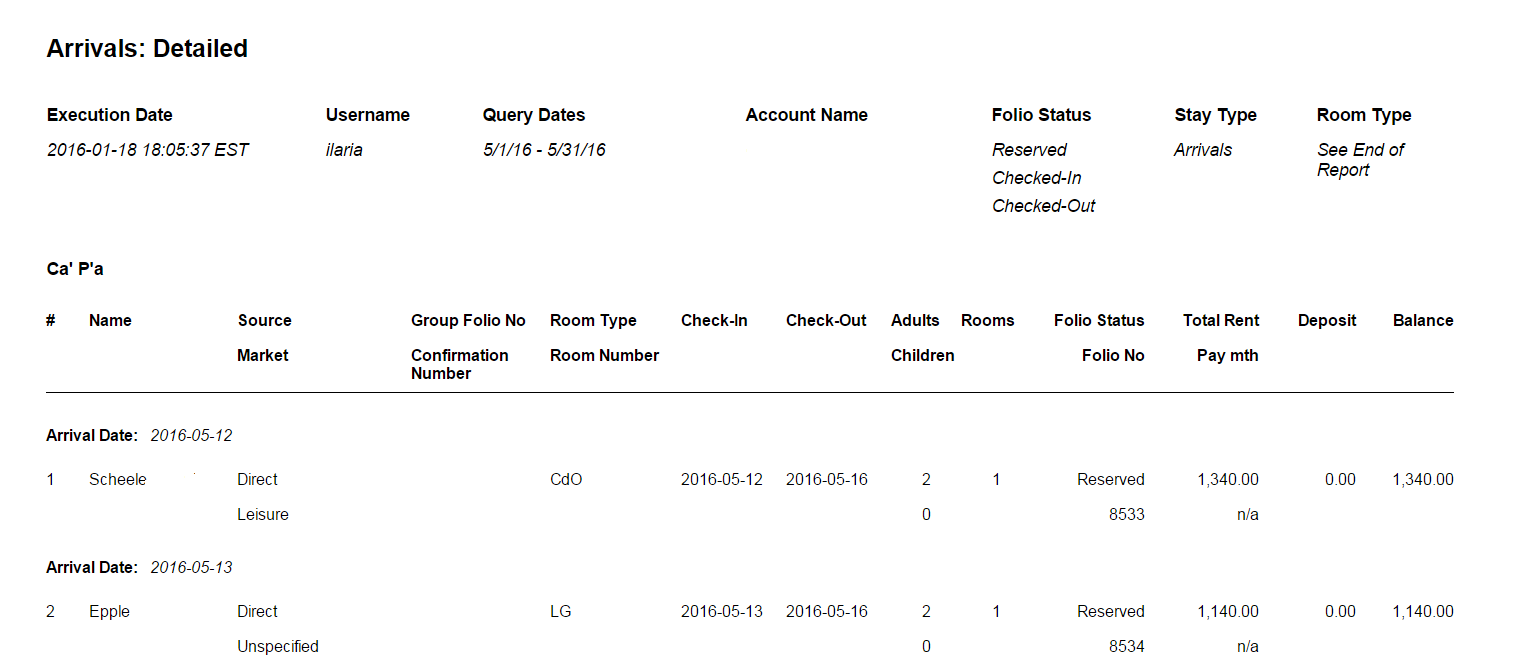 Arrivals: Detailed
Execution Date Username Query Dates Account Name Folio Status Stay Type Room Type
2016-01-18 18:05:37 EST ilaria 5/1/16 - 5/31/16 Reserved Arrivals See End of
Report
Checked-In
Checked-Out
Ca' P'a
# Name Source Group Folio No Room Type Check-In Check-Out Adults Rooms Folio Status Total Rent Deposit Balance
Market Confirmation Room Number Children Folio No Pay mth
Number
Arrival Date: 2016-05-12
1 Scheele Direct CdO 2016-05-12 2016-05-16 2 1 Reserved 1,340.00 0.00 1,340.00
Leisure 0 8533 n/a
Arrival Date: 2016-05-13
2 Epple Direct LG 2016-05-13 2016-05-16 2 1 Reserved 1,140.00 0.00 1,140.00
Unspecified 0 8534 n/a